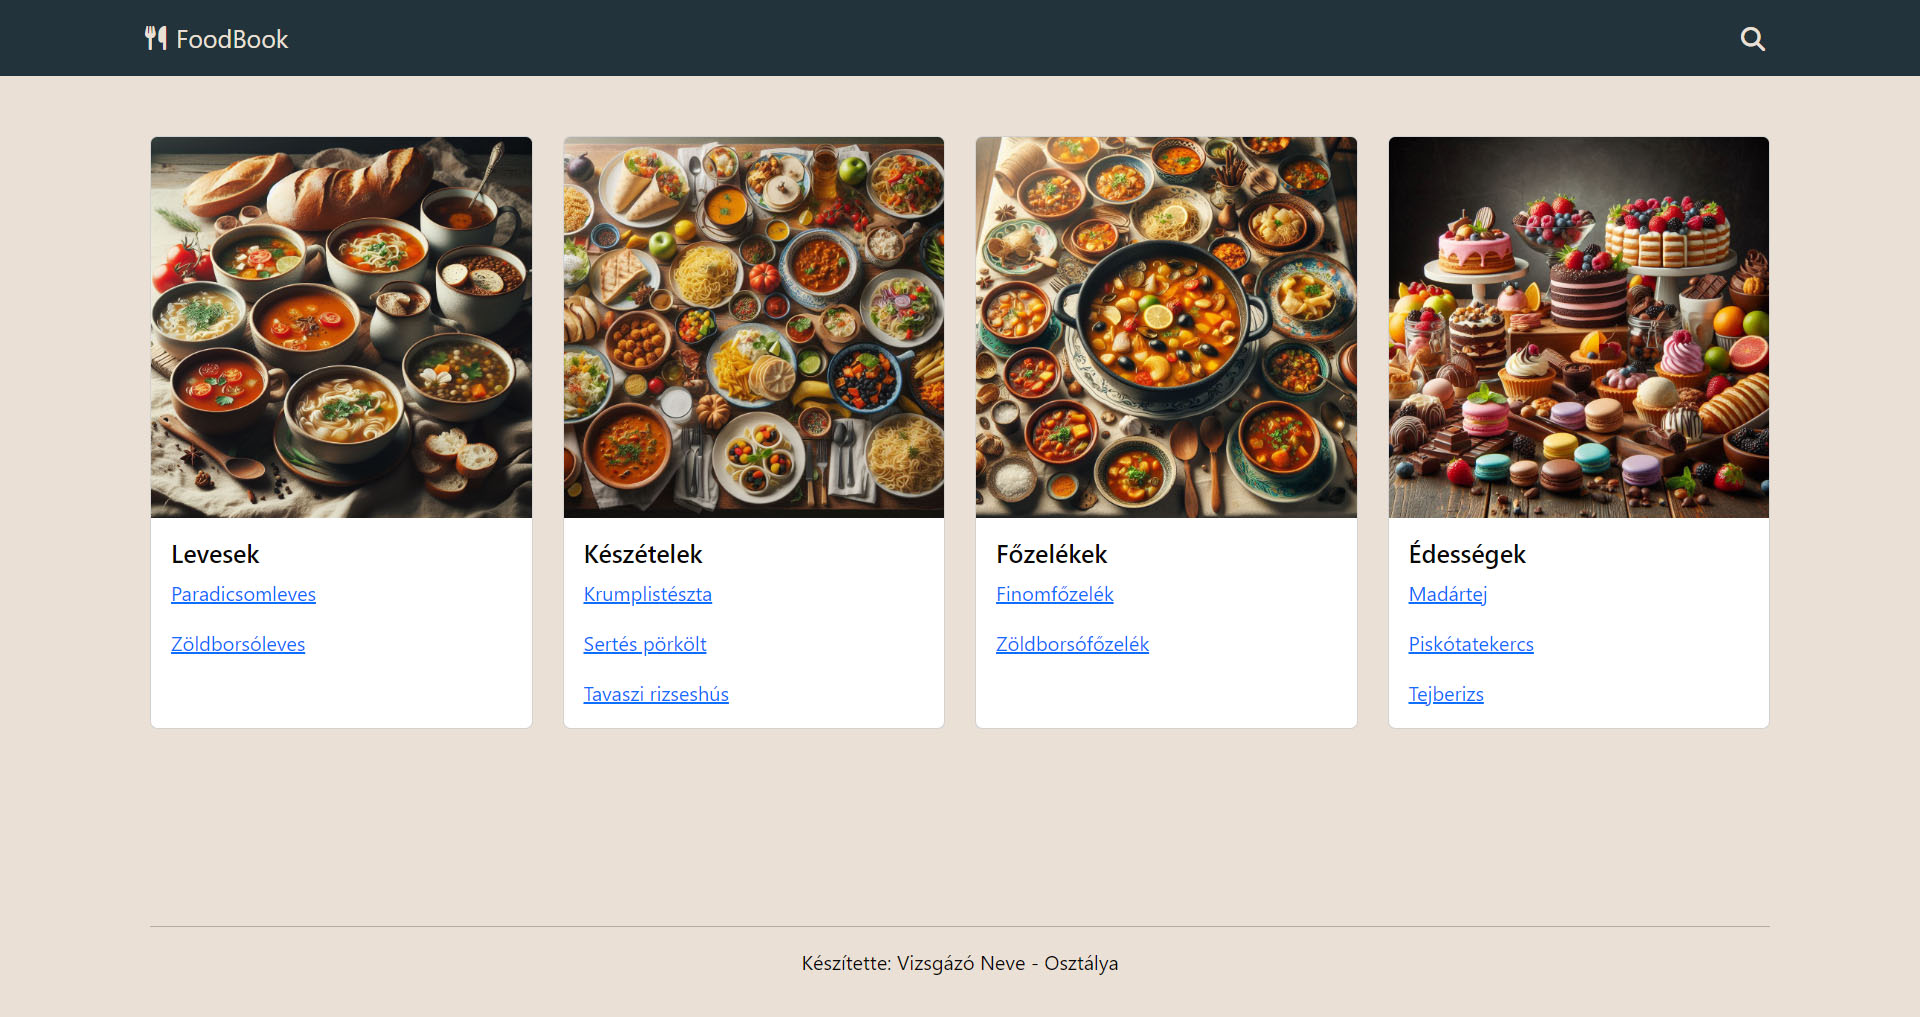 FoodBook
Levesek
Paradicsomleves
Zöldborsóleves
Készételek
Krumplistészta
Sertés pörkölt
Tavaszi rizseshús
Főzelékek
Finomfőzelék
Zöldborsófőzelék
Édességek
Madártej
Piskótatekercs
Tejberizs
Készítette: Vizsgázó Neve - Osztálya